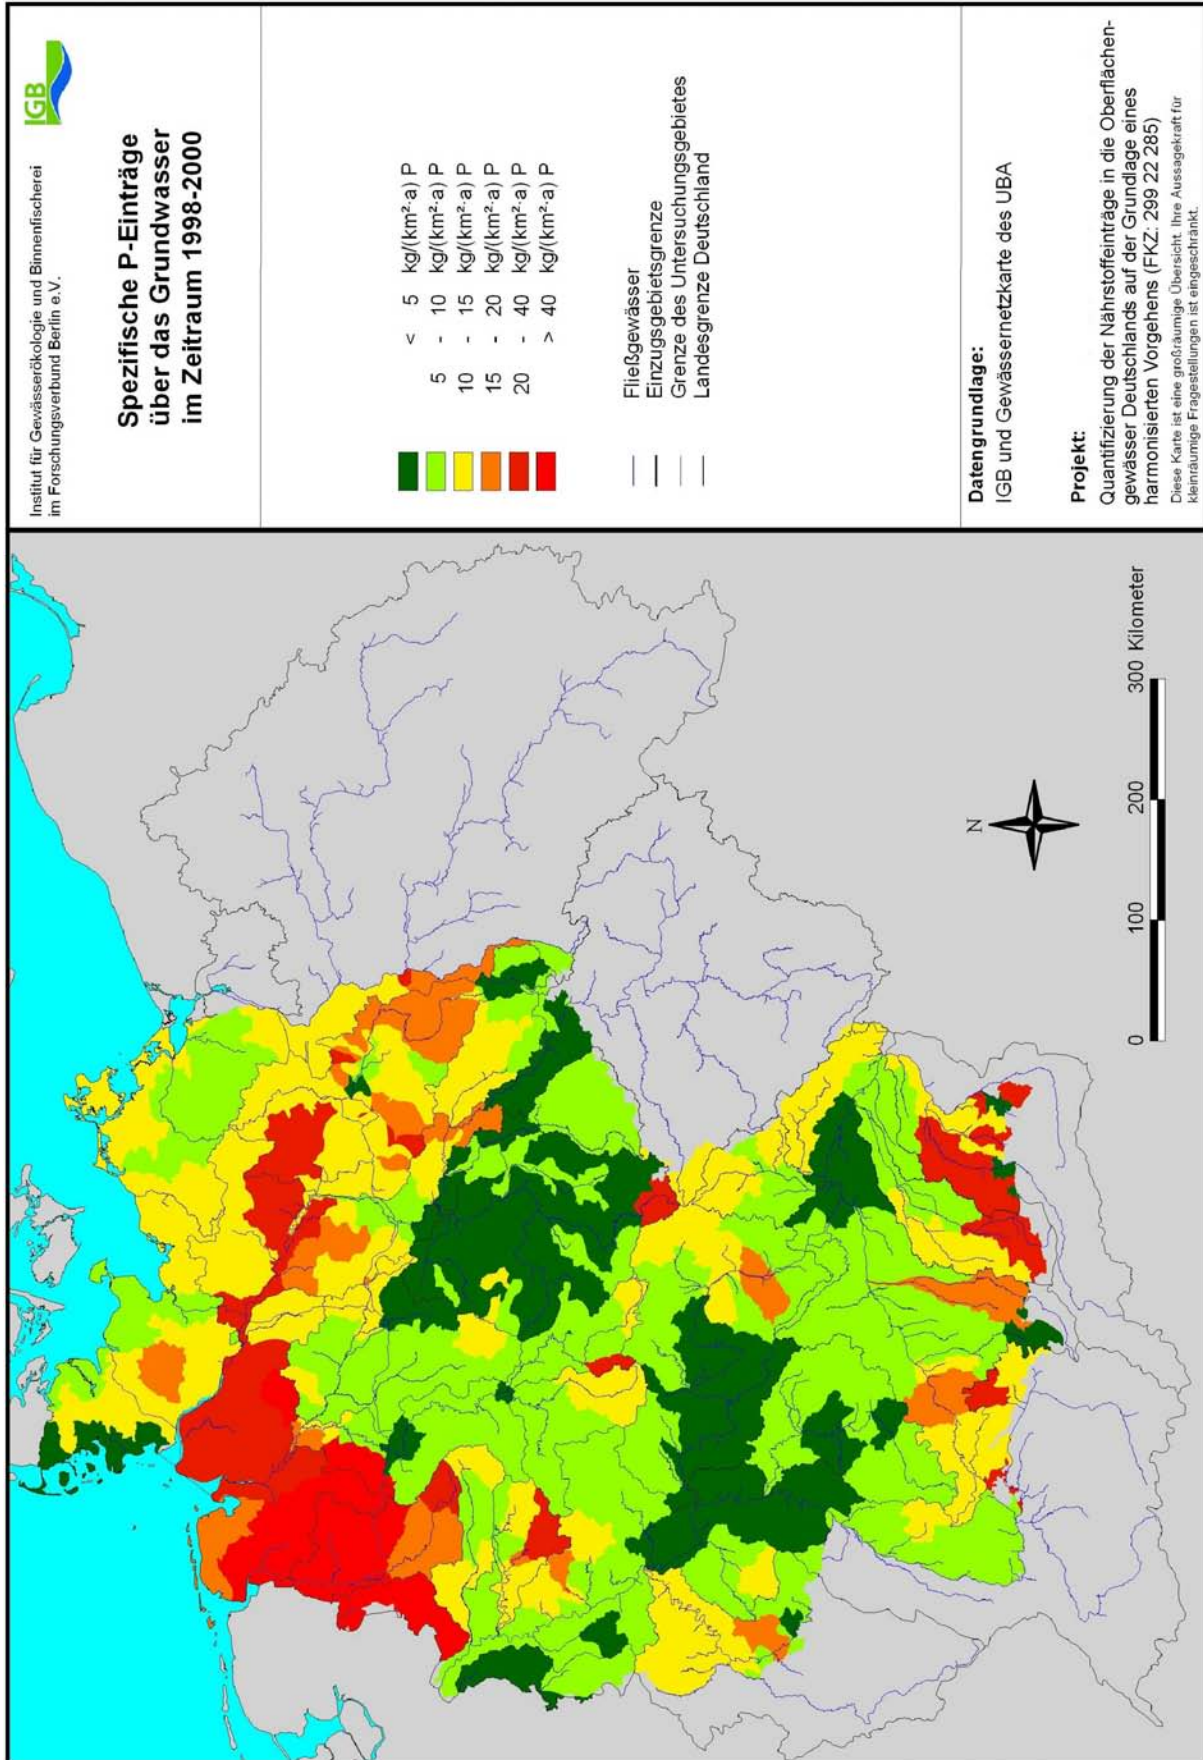 Institut für Gewässerökologie und Binnenfischerei
im Forschungsverbund Berlin e.V.
IGB
Spezifische P-Einträge
über das Grundwasser
im Zeitraum 1998-2000
< 5 kg/(km²·a) P
5 - 10 kg/(km²·a) P
10 - 15 kg/(km²·a) P
15 - 20 kg/(km²·a) P
20 - 40 kg/(km²·a) P
> 40 kg/(km²·a) P
Fließgewässer
Einzugsgebietsgrenze
Grenze des Untersuchungsgebietes
Landesgrenze Deutschland
Datengrundlage:
IGB und Gewässernetzkarte des UBA
Projekt:
Quantifizierung der Nährstoffeinträge in die Oberflächen-
gewässer Deutschlands auf der Grundlage eines
harmonisierten Vorgehens (FKZ: 299 22 285)
Diese Karte ist eine großräumige Übersicht. Ihre Aussagekraft für
kleinräumige Fragestellungen ist eingeschränkt.
N
0 100 200 300 Kilometer